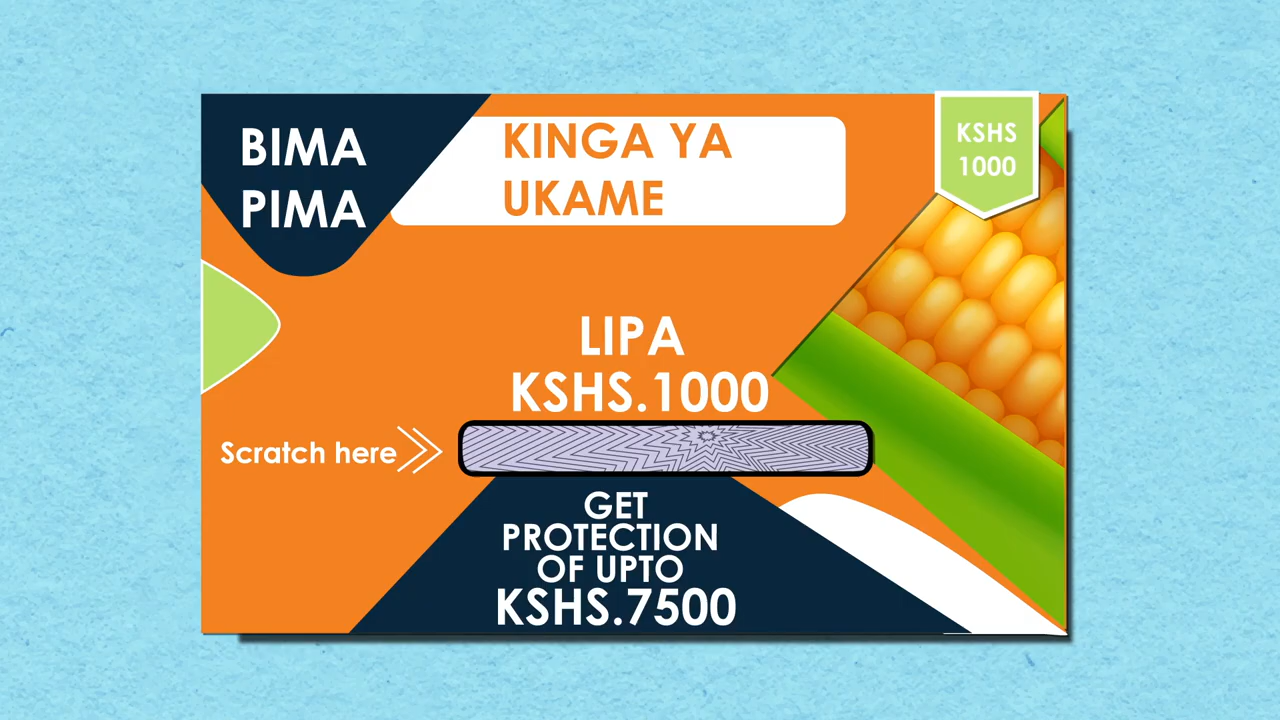 BIMA
PIMA
KINGA YA
UKAME
KSHS
1000
LIPA
KSHS.1000
Scratch here
GET
PROTECTION
OF UPTO
KSHS.7500